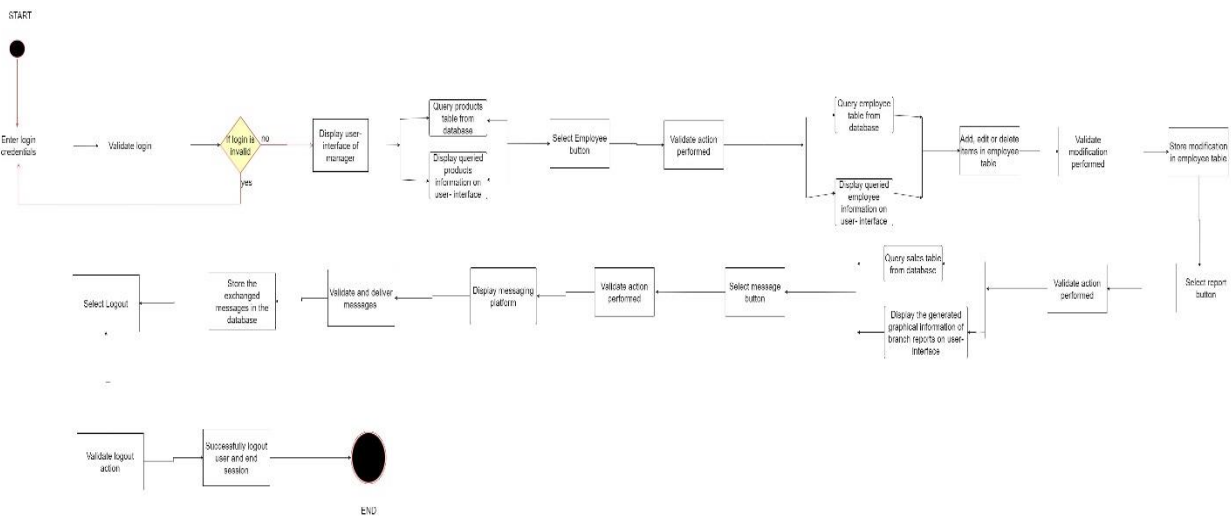 START
Enter login
credentials
Validate login
If login is
invalid
no
yes
Display user-
interface of
manager
Query products
table from
database
Display queried
products
information on
user- interface
Select Employee
button
Validate action
performed
Query employee
table from
database
Display queried
employee
information on
user- interface
Add, edit or delete
items in employee
table
Validate
modification
performed
Store modification
in employee table
Select report
button
Validate action
performed
Query sales table
from database
Display the generated
graphical information of
branch reports on user-
interface
Select message
button
Validate action
performed
Display messaging
platform
Validate and deliver
messages
Store the
exchanged
messages in the
database
Select Logout
Validate logout
action
Successfully logout
user and end
session
END